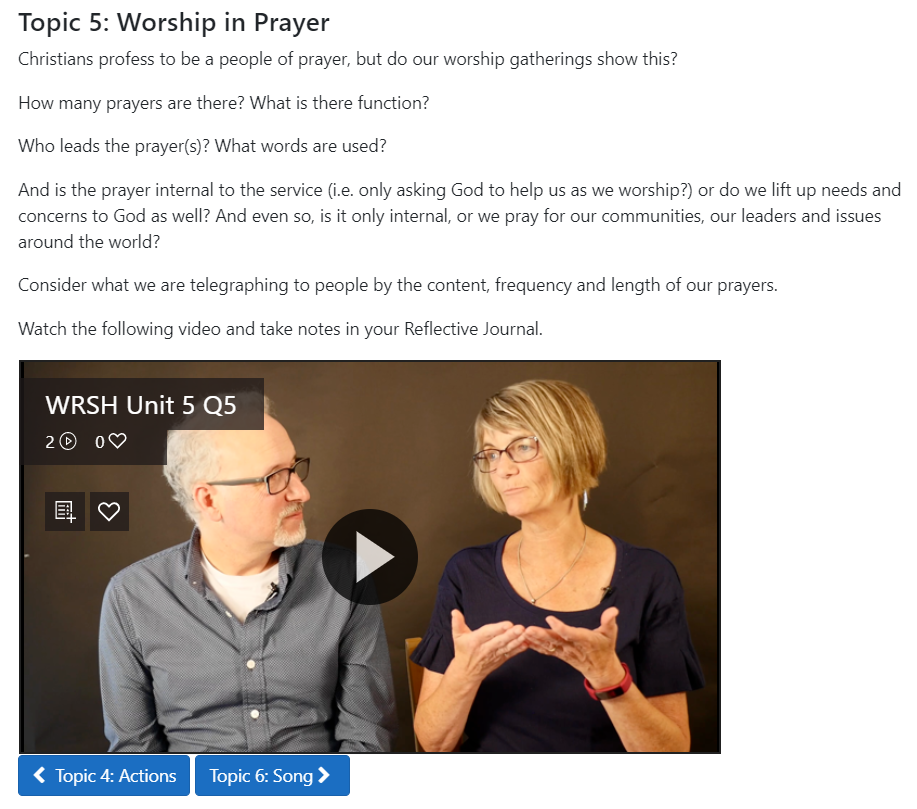 Topic 5: Worship in Prayer
Christians profess to be a people of prayer, but do our worship gatherings show this?
How many prayers are there? What is there function?
Who leads the prayer(s)? What words are used?
And is the prayer internal to the service (i.e. only asking God to help us as we worship?) or do we lift up needs and
concerns to God as well? And even so, is it only internal, or we pray for our communities, our leaders and issues
around the world?
Consider what we are telegraphing to people by the content, frequency and length of our prayers.
Watch the following video and take notes in your Reflective Journal.
WRSH Unit 5 Q5
2 0
Topic 4: Actions
Topic 6: Song